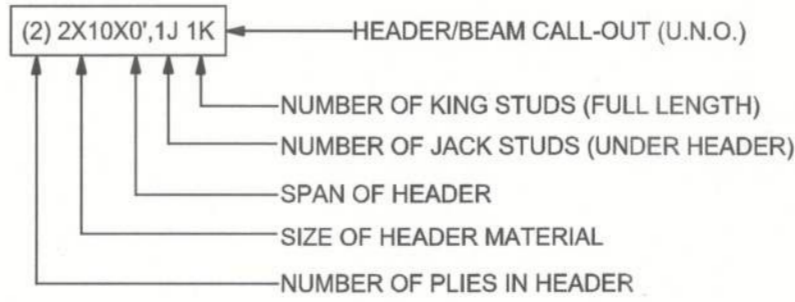 (2) 2X10X0',1J 1K
HEADER/BEAM CALL-OUT (U.N.O.)
NUMBER OF KING STUDS (FULL LENGTH)
NUMBER OF JACK STUDS (UNDER HEADER)
SPAN OF HEADER
SIZE OF HEADER MATERIAL
NUMBER OF PLIES IN HEADER